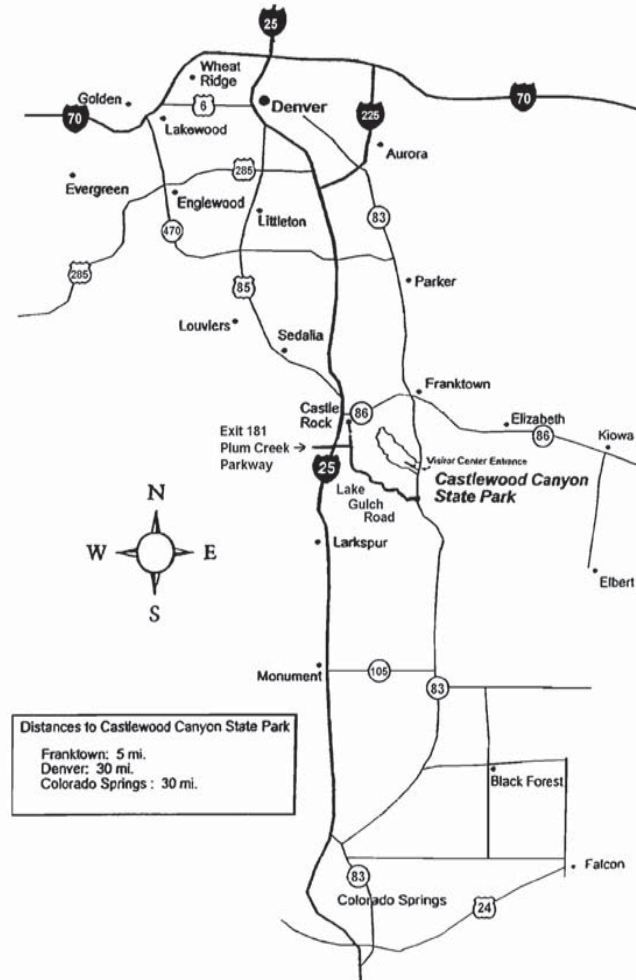 25
Wheat
Ridge
Golden
6
Denver
70
70
Lakewood
225
Aurora
285
Evergreen
Englewood
Littleton
83
470
285
85
Parker
Louvlers
Sedalia
Franktown
Castle
Rock
86
Elizabeth
86
Kiowa
Exit 181
Plum Creek →
Parkway
Visitor Center Entrance
25
Castlewood Canyon
State Park
Lake
Gulch
Road
N
W E
S
Larkspur
Elbert
Monument
105
83
Distances to Castlewood Canyon State Park
Franktown: 5 mi.
Denver: 30 mi.
Colorado Springs : 30 mi.
Black Forest
Falcon
83
Colorado Springs
24